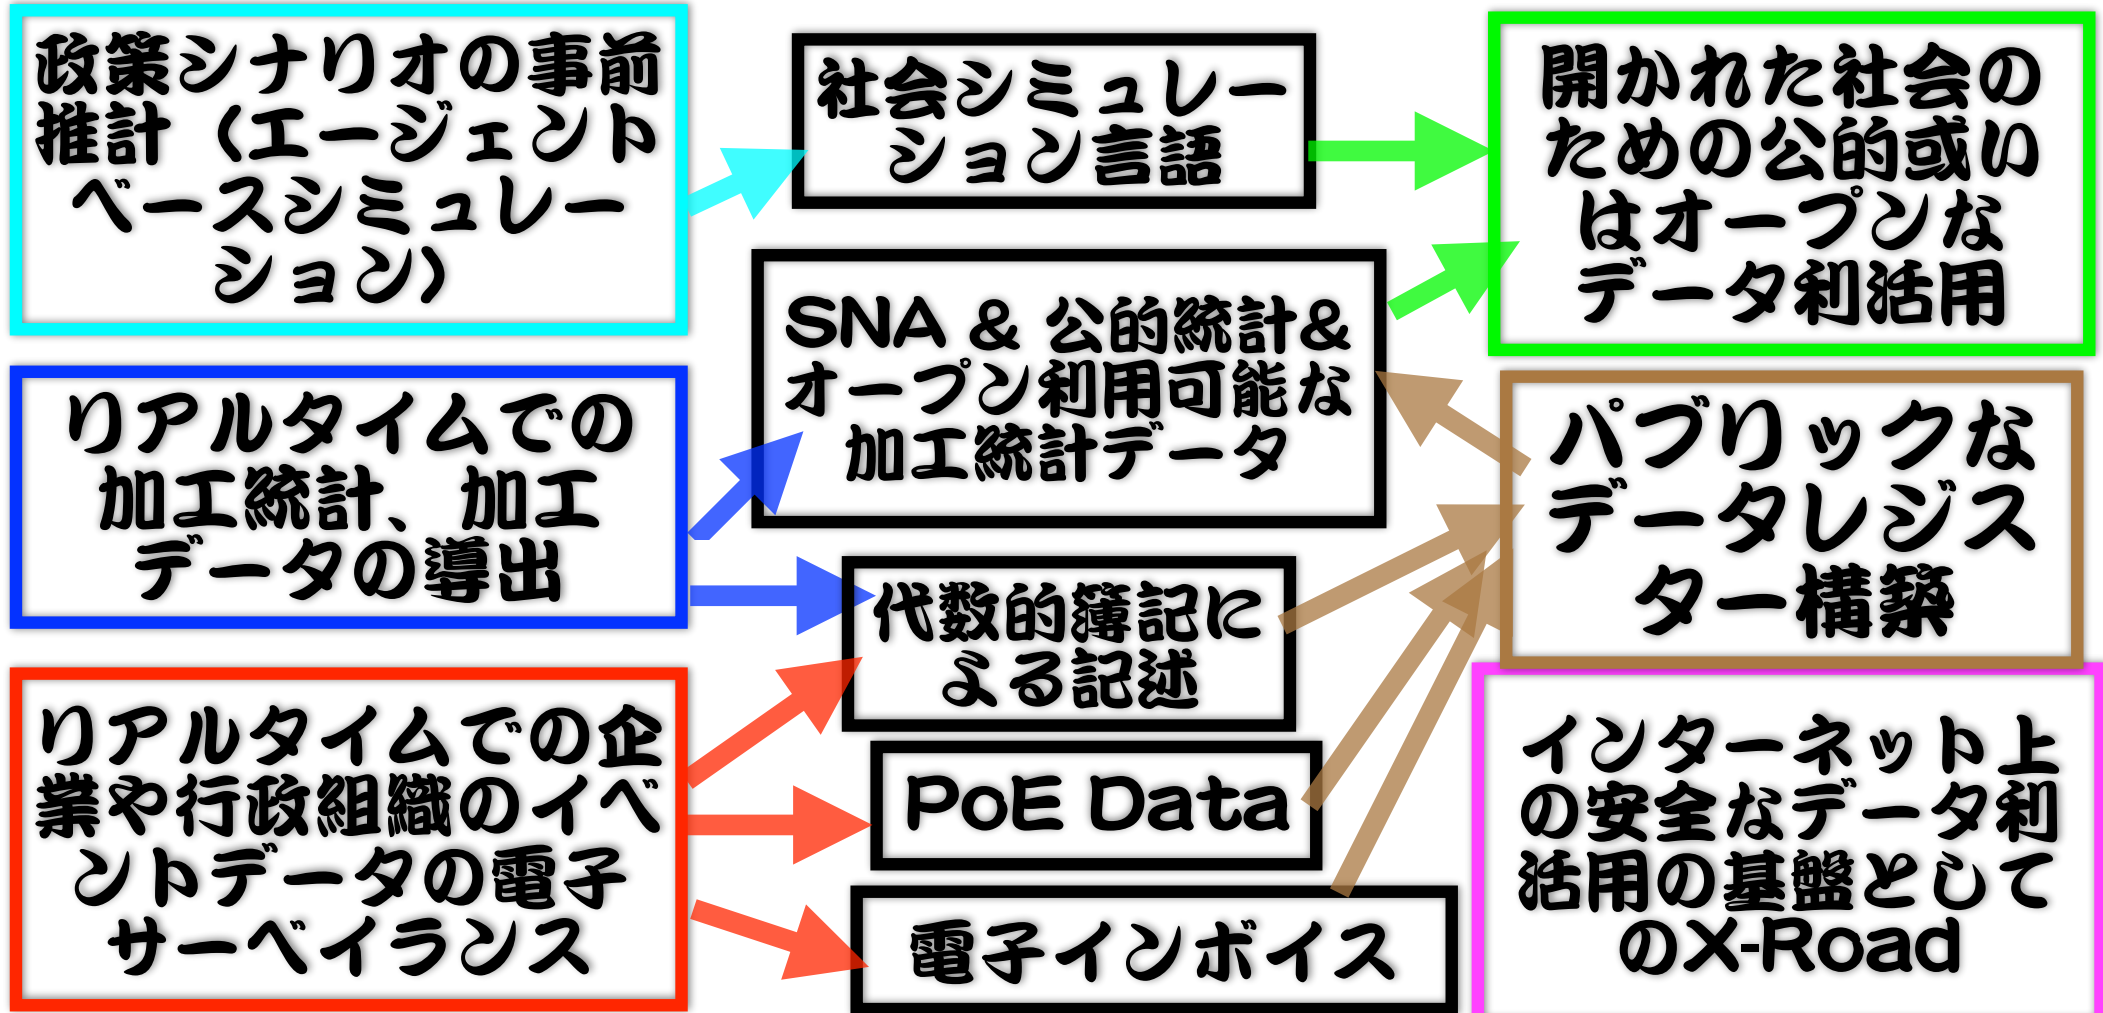 政策シナリオの事前
推計（エージェント
ベースシミュレー
ション）
社会シミュレー
ション言語
開かれた社会の
ための公的或い
はオープンな
データ利活用
リアルタイムでの
加工統計、加工
データの導出
SNA & 公的統計&
オープン利用可能な
加工統計データ
パブリックな
データレジス
ター構築
リアルタイムでの企
業や行政組織のイベ
ントデータの電子
サーベイランス
代数的簿記に
よる記述
PoE Data
電子インボイス
インターネット上
の安全なデータ利
活用の基盤として
のX-Road